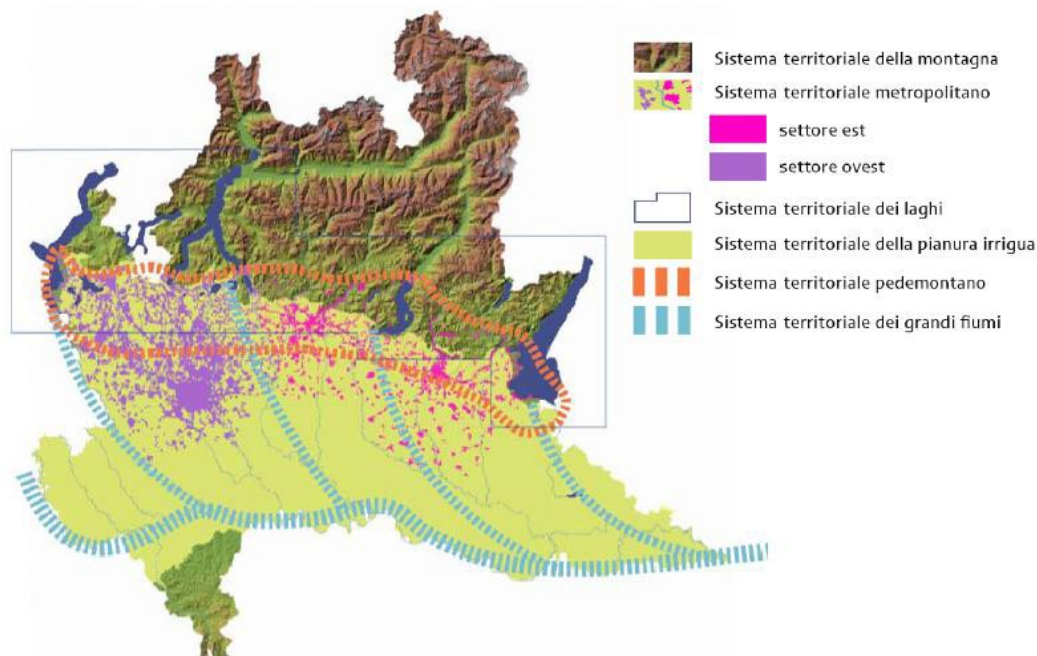 Sistema territoriale della montagna
Sistema territoriale metropolitano
settore est
settore ovest
Sistema territoriale dei laghi
Sistema territoriale della pianura irrigua
Sistema territoriale pedemontano
Sistema territoriale dei grandi fiumi